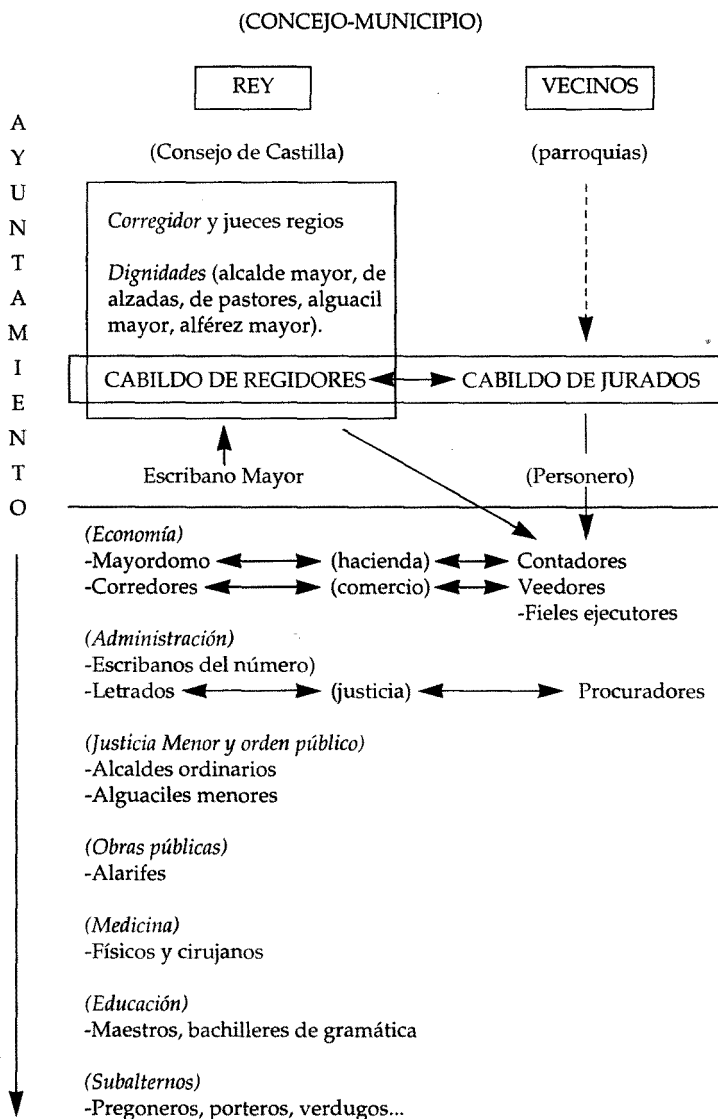 (CONCEJO-MUNICIPIO)
REY VECINOS
(Consejo de Castilla) (parroquias)
AYUNTAMIENTO
Corregidor y jueces regios
Dignidades (alcalde mayor, de
alzadas, de pastores, alguacil
mayor, alférez mayor).
CABILDO DE REGIDORES CABILDO DE JURADOS
Escribano Mayor (Personero)
(Economía)
-Mayordomo (hacienda) Contadores
-Corredores (comercio) Veedores
-Fieles ejecutores
(Administración)
-Escribanos del número)
-Letrados (justicia) Procuradores
(Justicia Menor y orden público)
-Alcaldes ordinarios
-Alguaciles menores
(Obras públicas)
-Alarifes
(Medicina)
-Físicos y cirujanos
(Educación)
-Maestros, bachilleres de gramática
(Subalternos)
-Pregoneros, porteros, verdugos...